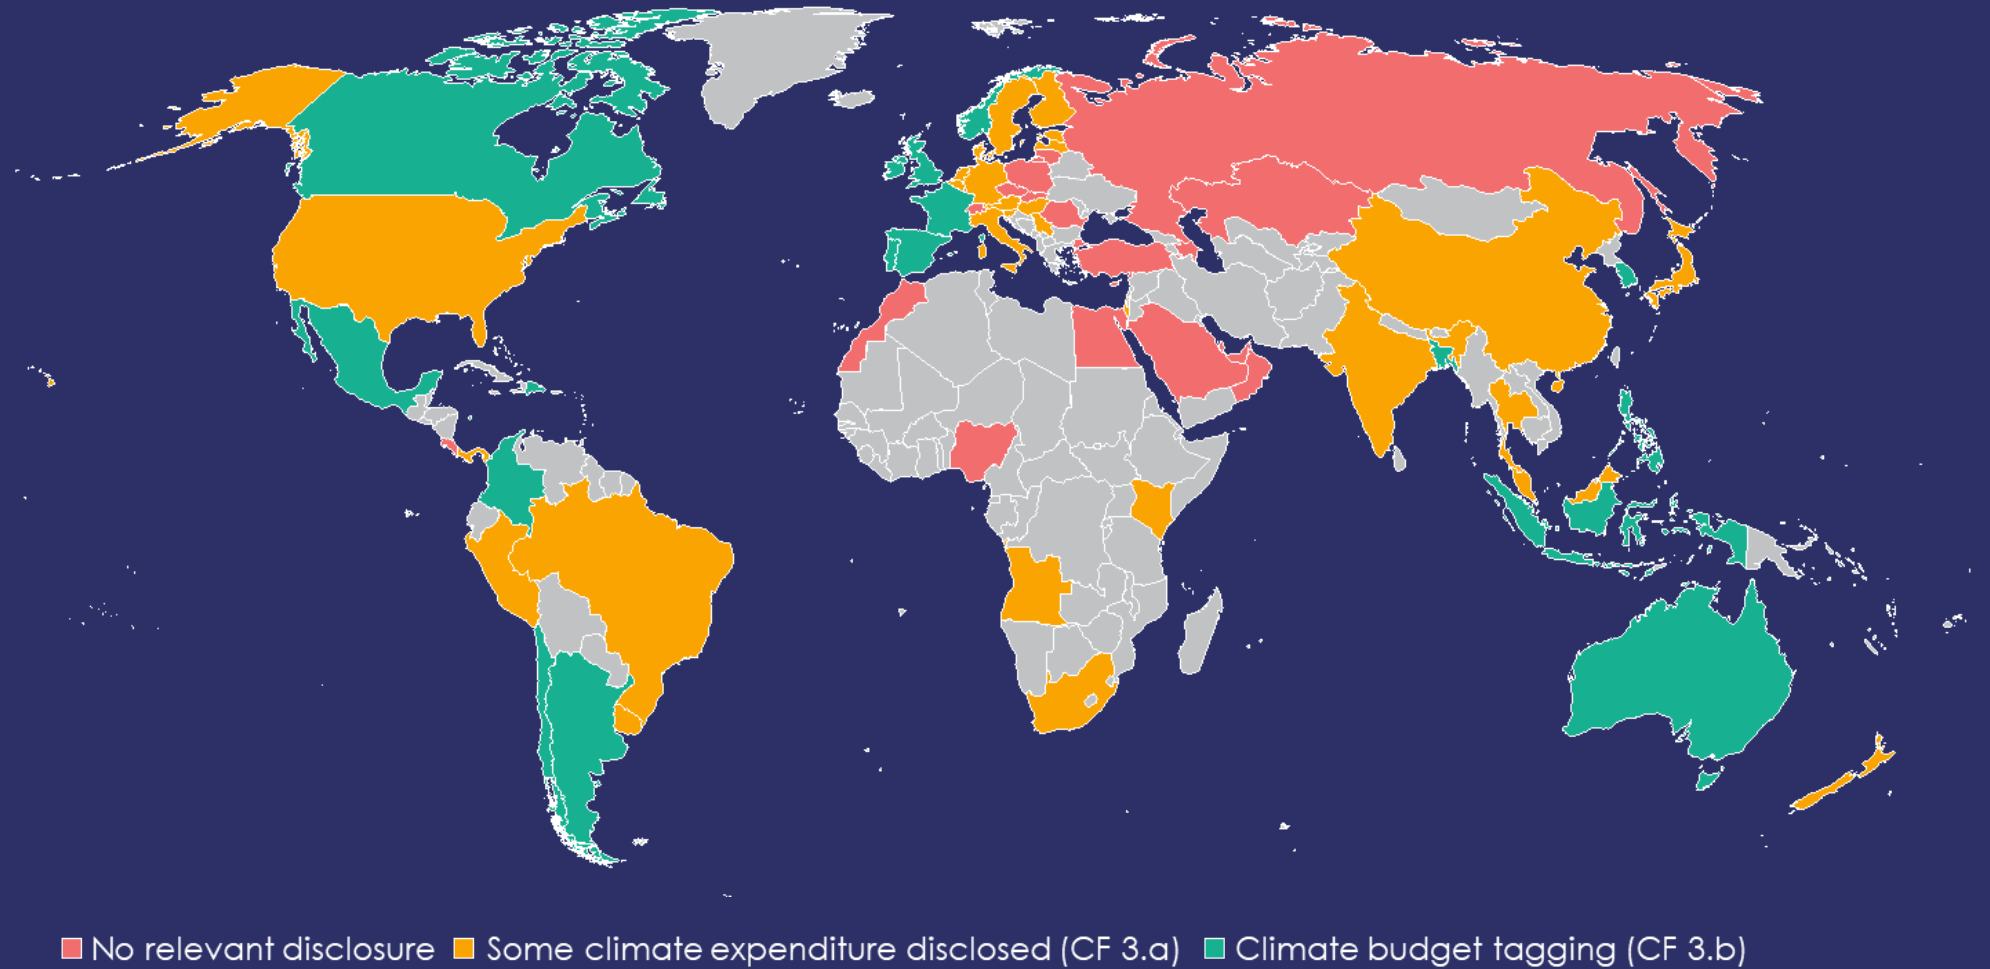 No relevant disclosure Some climate expenditure disclosed (CF 3.a) Climate budget tagging (CF 3.b)